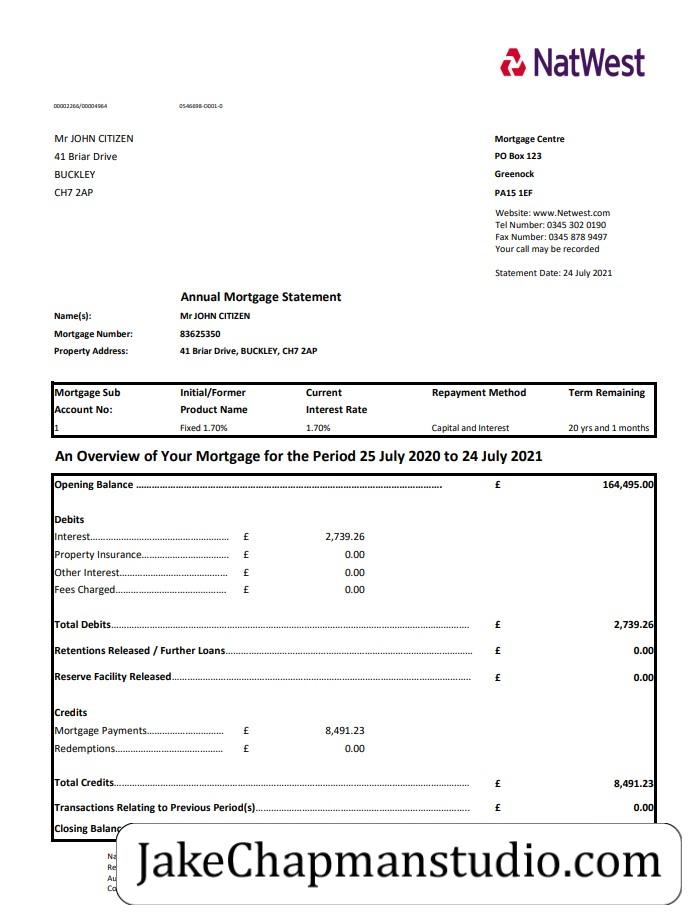 NatWest
00002266/00004964 0546698-D001-0
Mr JOHN CITIZEN
41 Briar Drive
BUCKLEY
CH7 2AP
Mortgage Centre
PO Box 123
Greenock
PA15 1EF
Website: www.Netwest.com
Tel Number: 0345 302 0190
Fax Number: 0345 878 9497
Your call may be recorded
Statement Date: 24 July 2021
Annual Mortgage Statement
Name(s): Mr JOHN CITIZEN
Mortgage Number: 83625350
Property Address: 41 Briar Drive, BUCKLEY, CH7 2AP
Mortgage Sub Initial/Former Current Repayment Method Term Remaining
Account No: Product Name Interest Rate
1 Fixed 1.70% 1.70% Capital and Interest 20 yrs and 1 months
An Overview of Your Mortgage for the Period 25 July 2020 to 24 July 2021
Opening Balance ........ £ 164,495.00
Debits
Interest........ £ 2,739.26
Property Insurance........ £ 0.00
Other Interest........ £ 0.00
Fees Charged........ £ 0.00
Total Debits........ £ 2,739.26
Retentions Released / Further Loans........ £ 0.00
Reserve Facility Released........ £ 0.00
Credits
Mortgage Payments........ £ 8,491.23
Redemptions........ £ 0.00
Total Credits........ £ 8,491.23
Transactions Relating to Previous Period(s)........ £ 0.00
Closing Balanc
Na
Re
Au
Co
JakeChapmanstudio.com